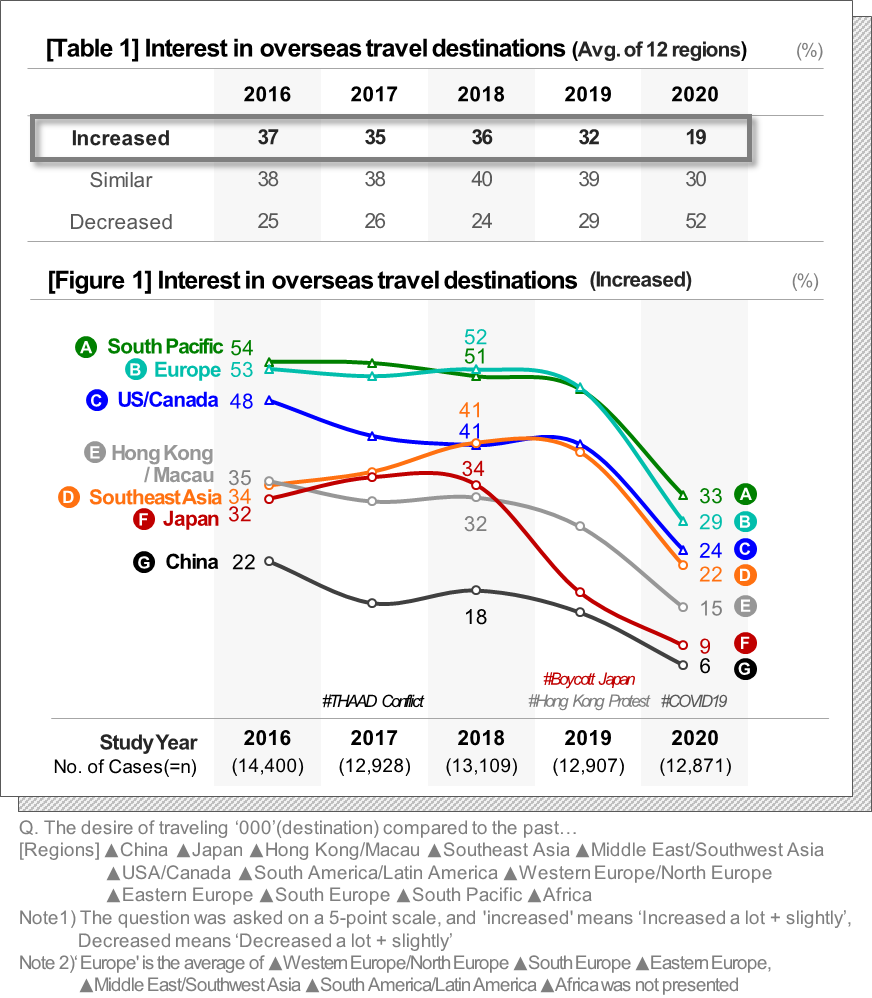 [Table 1] Interest in overseas travel destinations (Avg. of 12 regions) (%)
2016 2017 2018 2019 2020
Increased 37 35 36 32 19
Similar 38 38 40 39 30
Decreased 25 26 24 29 52
[Figure 1] Interest in overseas travel destinations (Increased) (%)
A South Pacific 54
B Europe 53
C US/Canada 48
E Hong Kong
/ Macau 35
D Southeast Asia 34
F Japan 32
G China 22
52
51
41
41
34
32
18
33 A
29 B
24 C
22 D
15 E
9 F
6 G
#Boycott Japan
#THAAD Conflict #Hong Kong Protest #COVID19
Study Year 2016 2017 2018 2019 2020
No. of Cases(=n) (14,400) (12,928) (13,109) (12,907) (12,871)
Q. The desire of traveling ‘000’(destination) compared to the past…
[Regions] ▲China ▲Japan ▲Hong Kong/Macau ▲Southeast Asia ▲Middle East/Southwest Asia
▲USA/Canada ▲South America/Latin America ▲Western Europe/North Europe
▲Eastern Europe ▲South Europe ▲South Pacific ▲Africa
Note1) The question was asked on a 5-point scale, and 'increased' means ‘Increased a lot + slightly’,
Decreased means ‘Decreased a lot + slightly’
Note 2)‘Europe' is the average of ▲Western Europe/North Europe ▲South Europe ▲Eastern Europe,
▲Middle East/Southwest Asia ▲South America/Latin America ▲Africa was not presented